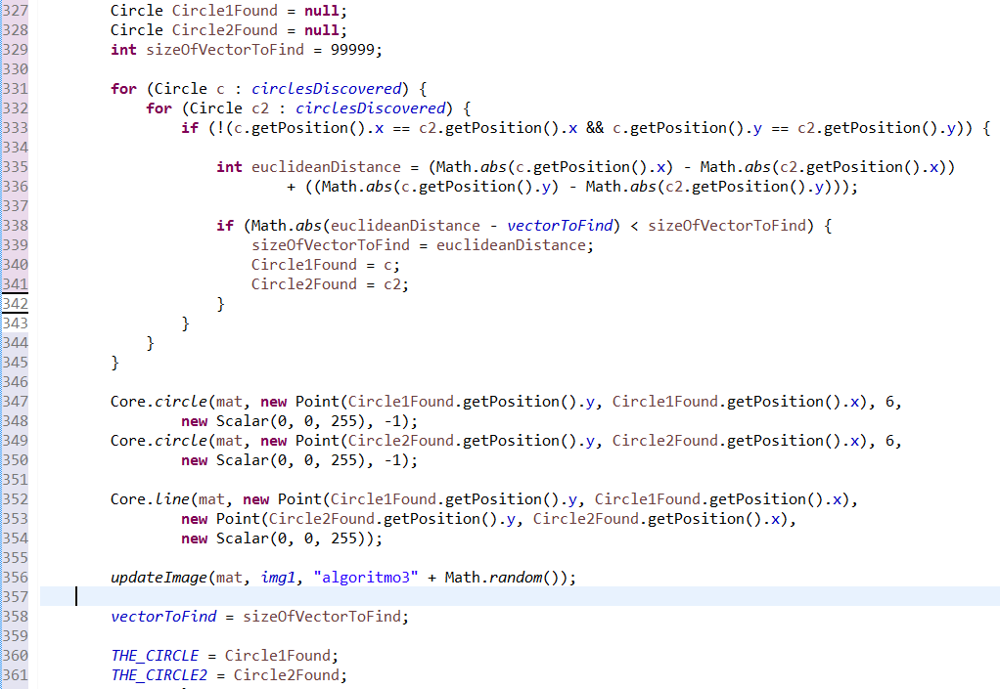 327 Circle Circle1Found = null;
328 Circle Circle2Found = null;
329 int sizeOfVectorToFind = 99999;
330
331 for (Circle c : circlesDiscovered) {
332 for (Circle c2 : circlesDiscovered) {
333 if (!(c.getPosition().x == c2.getPosition().x && c.getPosition().y == c2.getPosition().y)) {
334
335 int euclideanDistance = (Math.abs(c.getPosition().x) - Math.abs(c2.getPosition().x))
336 + ((Math.abs(c.getPosition().y) - Math.abs(c2.getPosition().y)));
337
338 if (Math.abs(euclideanDistance - vectorToFind) < sizeOfVectorToFind) {
339 sizeOfVectorToFind = euclideanDistance;
340 Circle1Found = c;
341 Circle2Found = c2;
342 }
343 }
344 }
345 }
346
347 Core.circle(mat, new Point(Circle1Found.getPosition().y, Circle1Found.getPosition().x), 6,
348 new Scalar(0, 0, 255), -1);
349 Core.circle(mat, new Point(Circle2Found.getPosition().y, Circle2Found.getPosition().x), 6,
350 new Scalar(0, 0, 255), -1);
351
352 Core.line(mat, new Point(Circle1Found.getPosition().y, Circle1Found.getPosition().x),
353 new Point(Circle2Found.getPosition().y, Circle2Found.getPosition().x),
354 new Scalar(0, 0, 255));
355
356 updateImage(mat, img1, "algoritmo3" + Math.random());
357
358 vectorToFind = sizeOfVectorToFind;
359
360 THE_CIRCLE = Circle1Found;
361 THE_CIRCLE2 = Circle2Found;